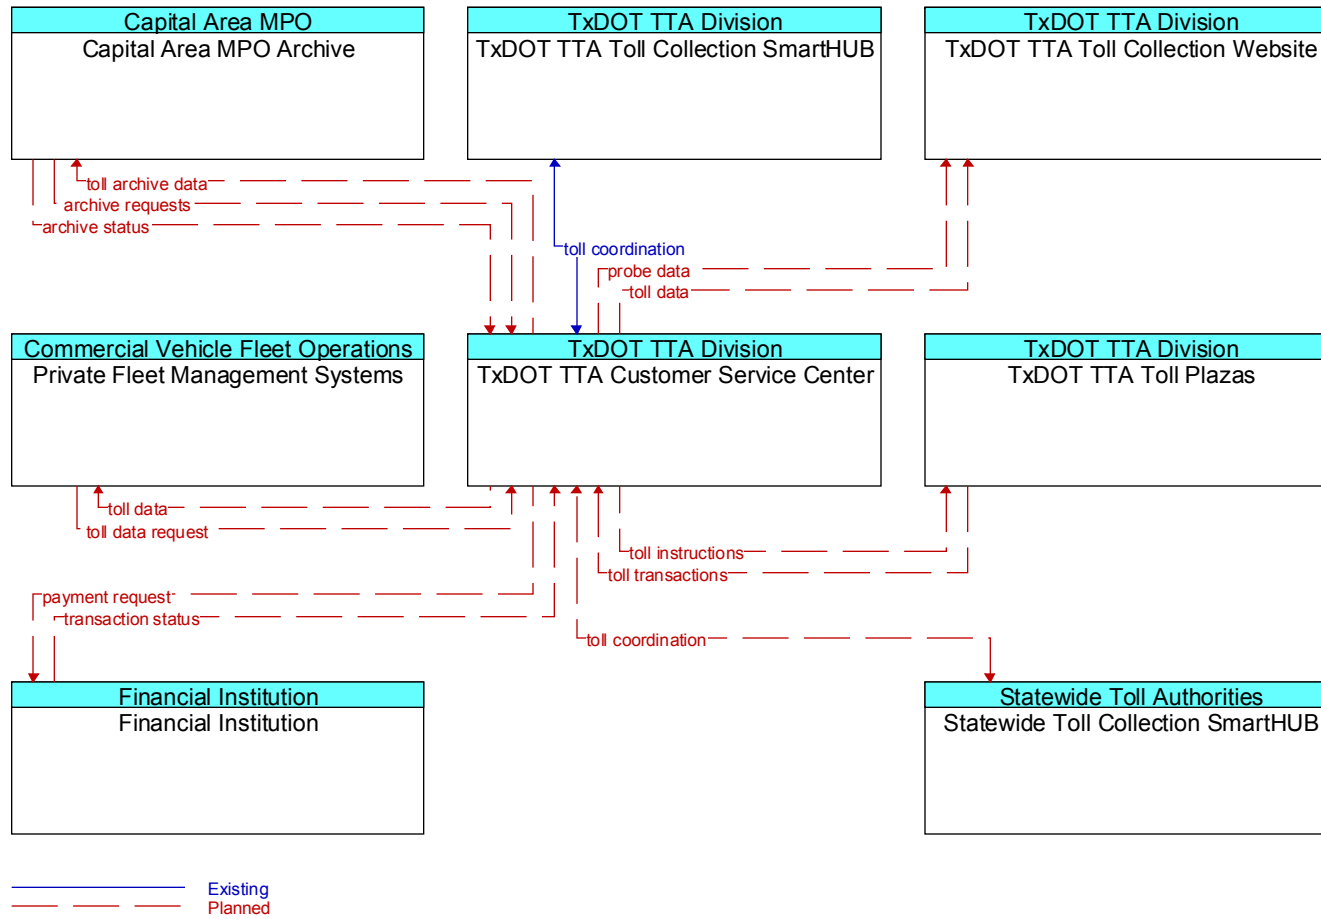 Capital Area MPO
Capital Area MPO Archive
TxDOT TTA Division
TxDOT TTA Toll Collection SmartHUB
TxDOT TTA Division
TxDOT TTA Toll Collection Website
toll archive data
archive requests
archive status
toll coordination
probe data
toll data
Commercial Vehicle Fleet Operations
Private Fleet Management Systems
TxDOT TTA Division
TxDOT TTA Customer Service Center
TxDOT TTA Division
TxDOT TTA Toll Plazas
toll data
toll data request
toll instructions
toll transactions
payment request
transaction status
toll coordination
Financial Institution
Financial Institution
Statewide Toll Authorities
Statewide Toll Collection SmartHUB
Existing
Planned